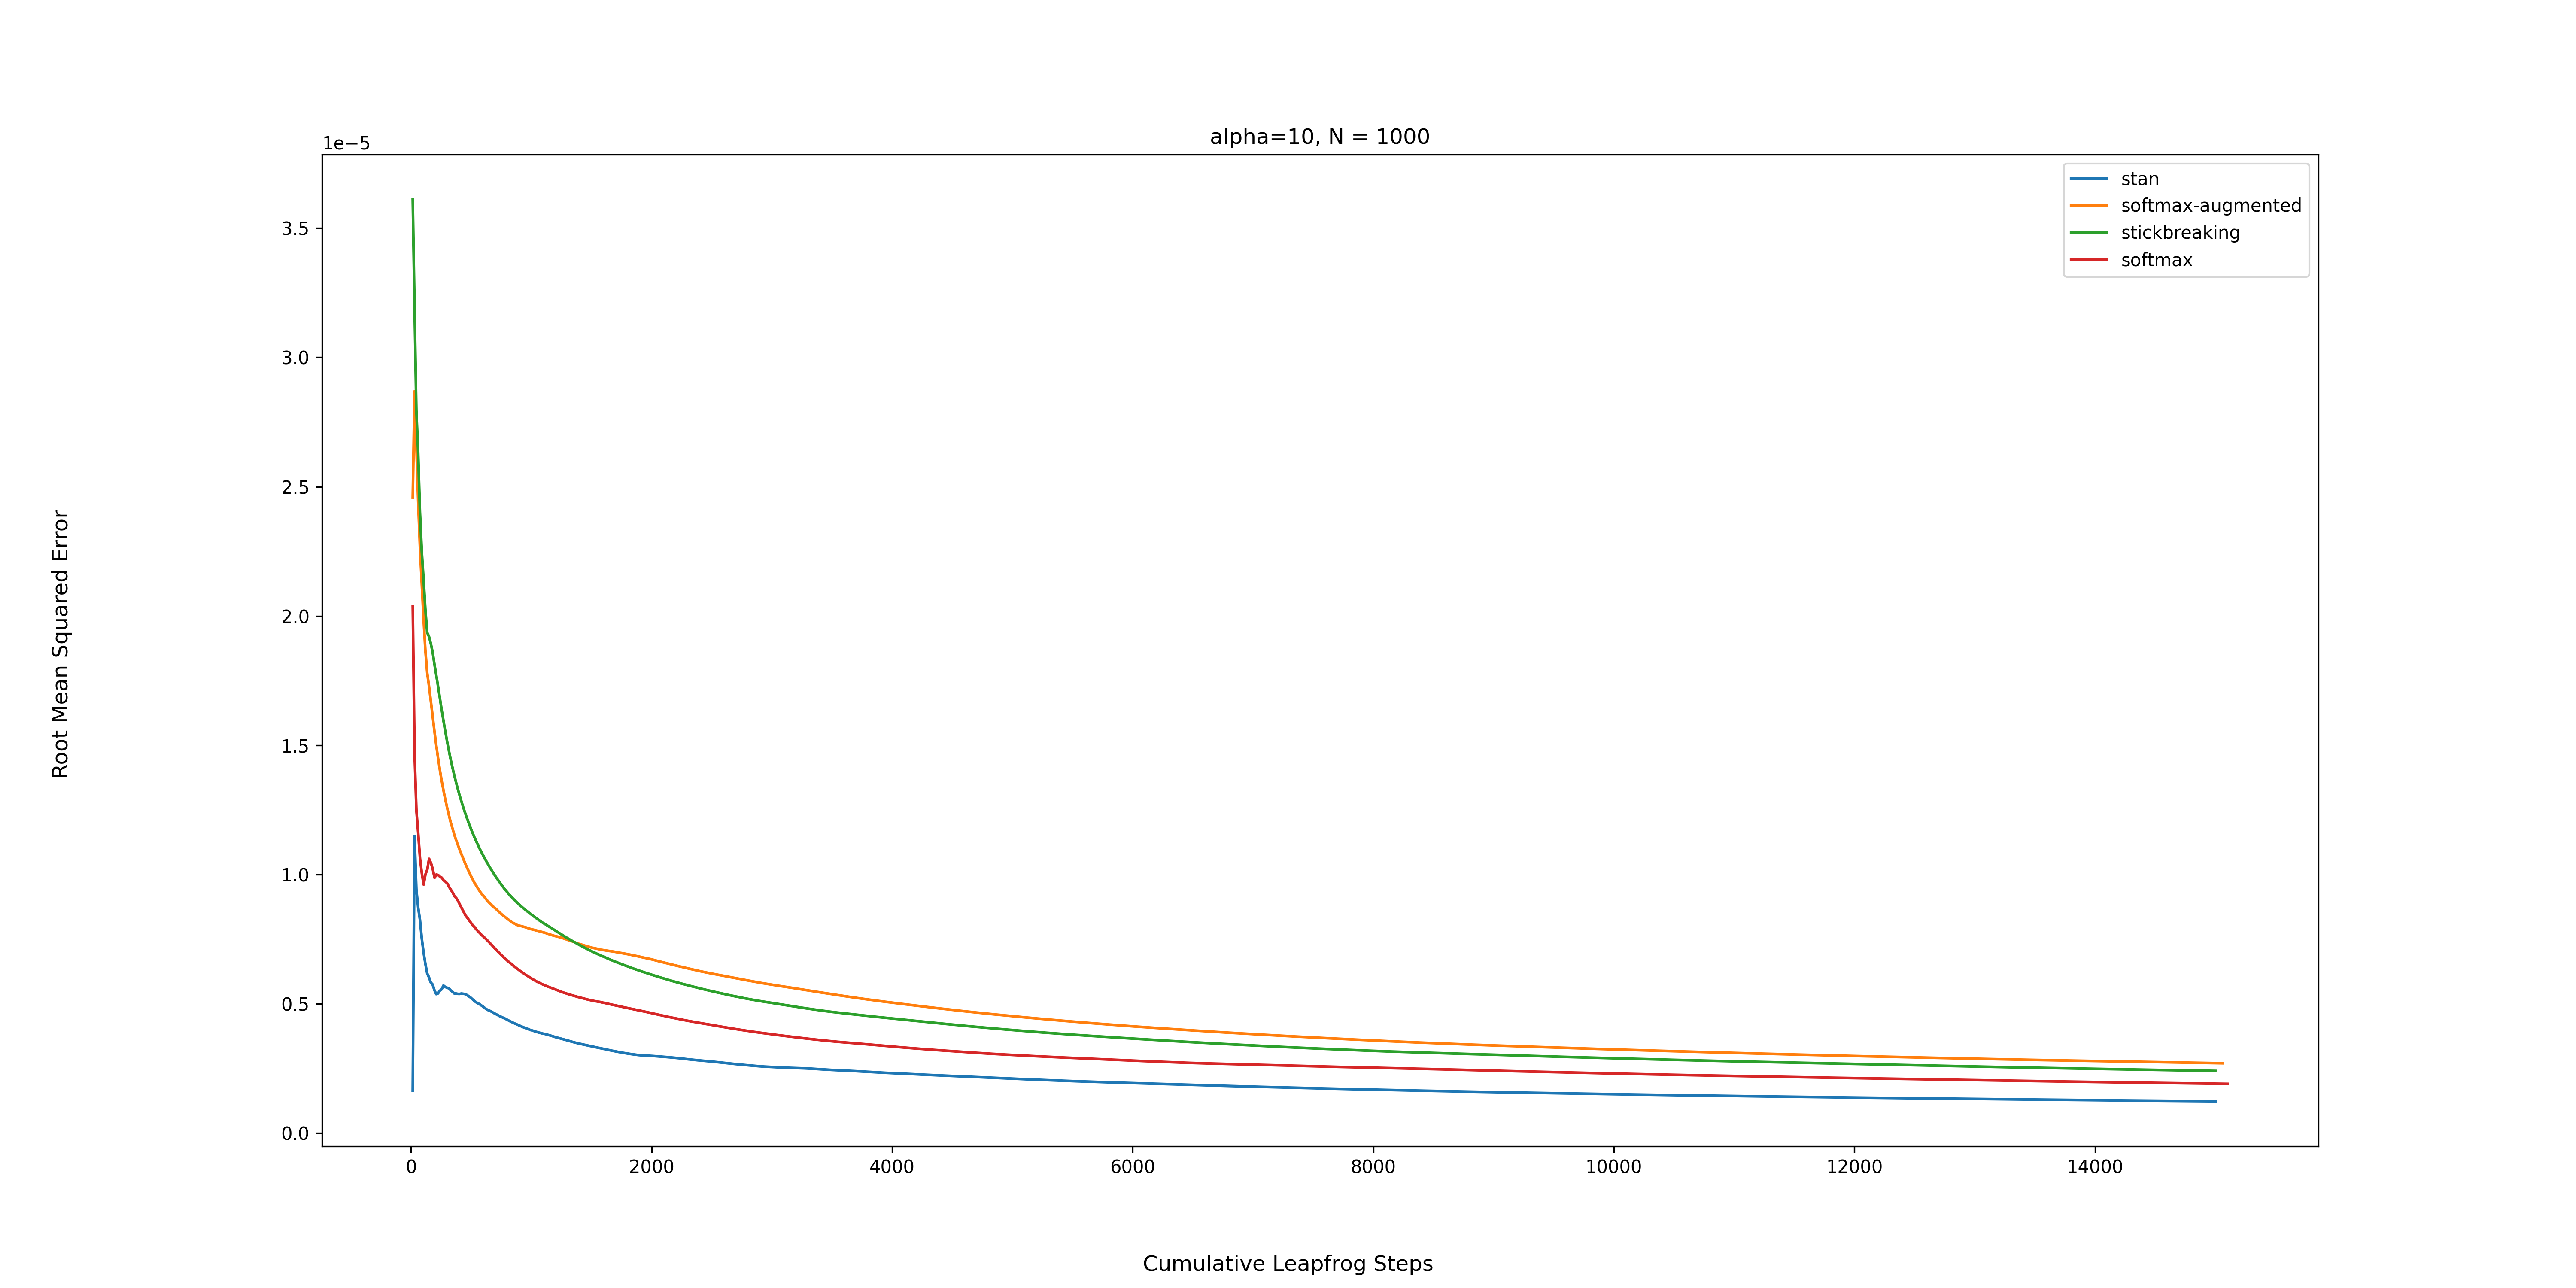 alpha=10, N = 1000
1e−5
stan
softmax-augmented
stickbreaking
softmax
3.5
3.0
2.5
2.0
1.5
1.0
0.5
0.0
Root Mean Squared Error
0 2000 4000 6000 8000 10000 12000 14000
Cumulative Leapfrog Steps